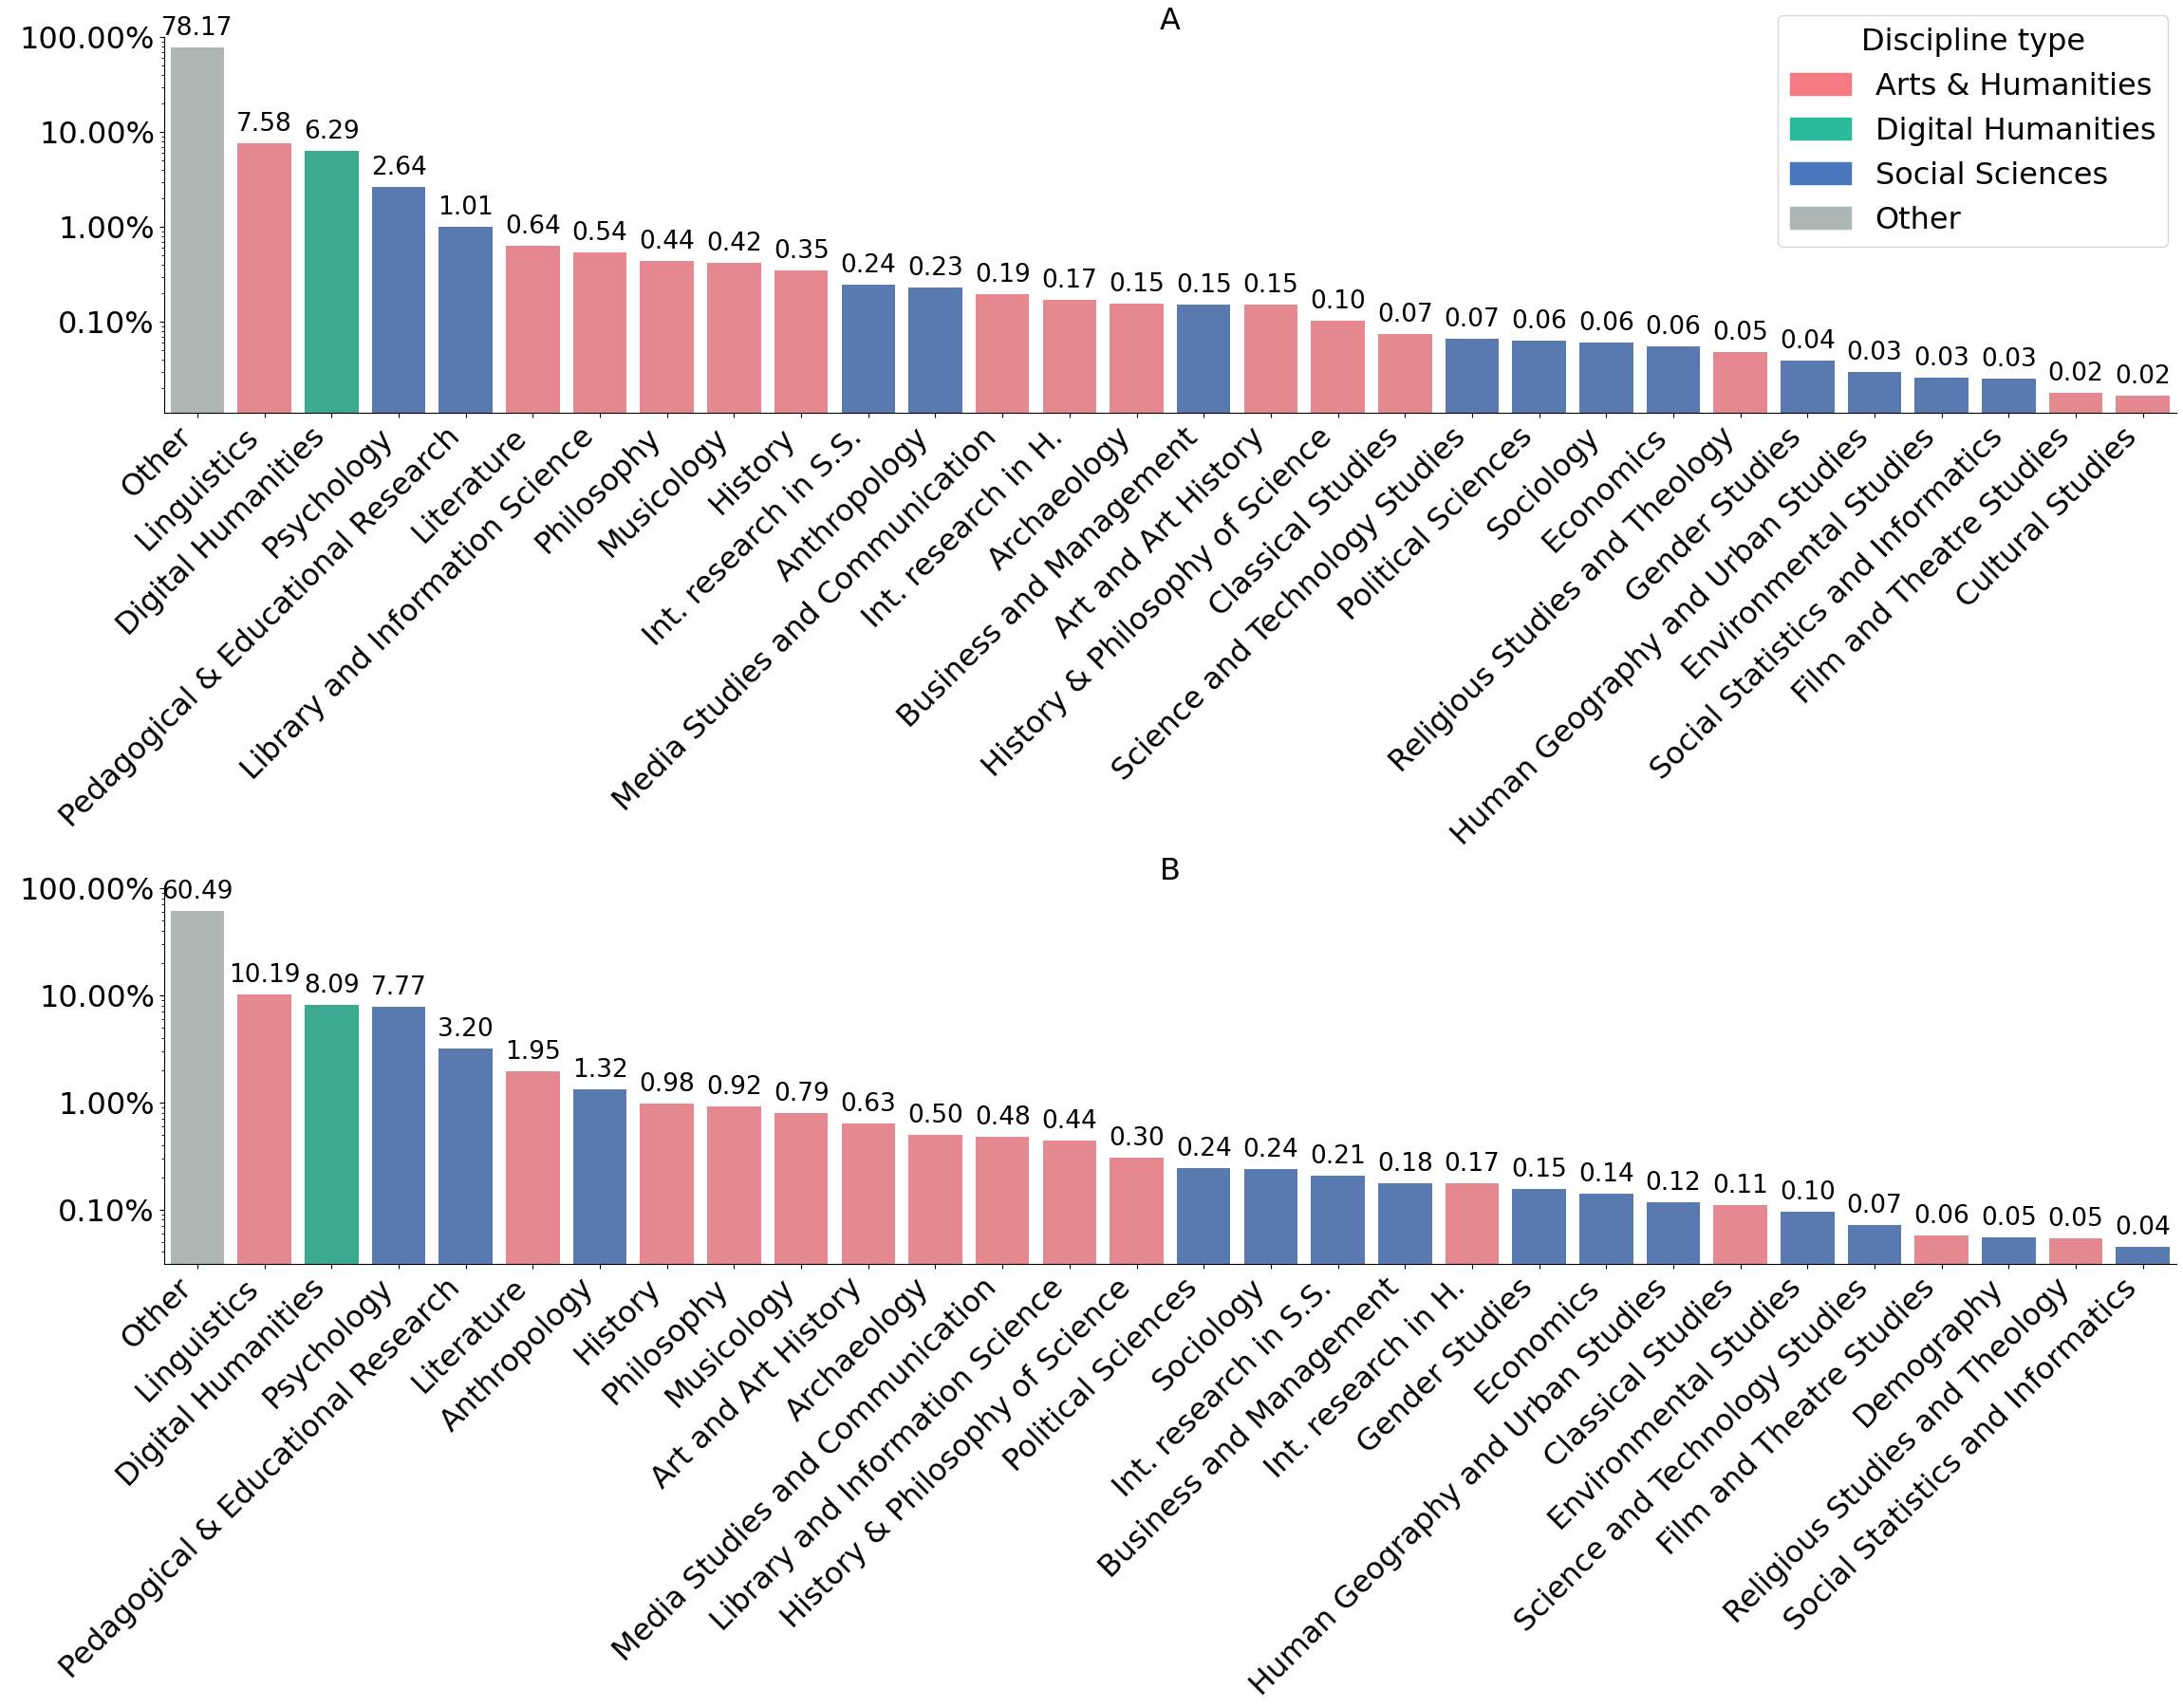 A
Discipline type
Arts & Humanities
Digital Humanities
Social Sciences
Other
100.00%
10.00%
1.00%
0.10%
78.17
7.58
6.29
2.64
1.01
0.64
0.54
0.44
0.42
0.35
0.24
0.23
0.19
0.17
0.15
0.15
0.15
0.10
0.07
0.07
0.06
0.06
0.06
0.05
0.04
0.03
0.03
0.03
0.02
0.02
Other
Linguistics
Digital Humanities
Psychology
Pedagogical & Educational Research
Literature
Library and Information Science
Philosophy
Musicology
History
Int. research in S.S.
Anthropology
Media Studies and Communication
Int. research in H.
Archaeology
Business and Management
Art and Art History
History & Philosophy of Science
Classical Studies
Science and Technology Studies
Political Sciences
Sociology
Economics
Religious Studies and Theology
Gender Studies
Human Geography and Urban Studies
Environmental Studies
Social Statistics and Informatics
Film and Theatre Studies
Cultural Studies
B
100.00%
10.00%
1.00%
0.10%
60.49
10.19
8.09
7.77
3.20
1.95
1.32
0.98
0.92
0.79
0.63
0.50
0.48
0.44
0.30
0.24
0.24
0.21
0.18
0.17
0.15
0.14
0.12
0.11
0.10
0.07
0.06
0.05
0.05
0.04
Other
Linguistics
Digital Humanities
Psychology
Pedagogical & Educational Research
Literature
Anthropology
History
Philosophy
Musicology
Art and Art History
Archaeology
Media Studies and Communication
Library and Information Science
History & Philosophy of Science
Political Sciences
Sociology
Int. research in S.S.
Business and Management
Int. research in H.
Gender Studies
Economics
Human Geography and Urban Studies
Classical Studies
Environmental Studies
Science and Technology Studies
Film and Theatre Studies
Demography
Religious Studies and Theology
Social Statistics and Informatics